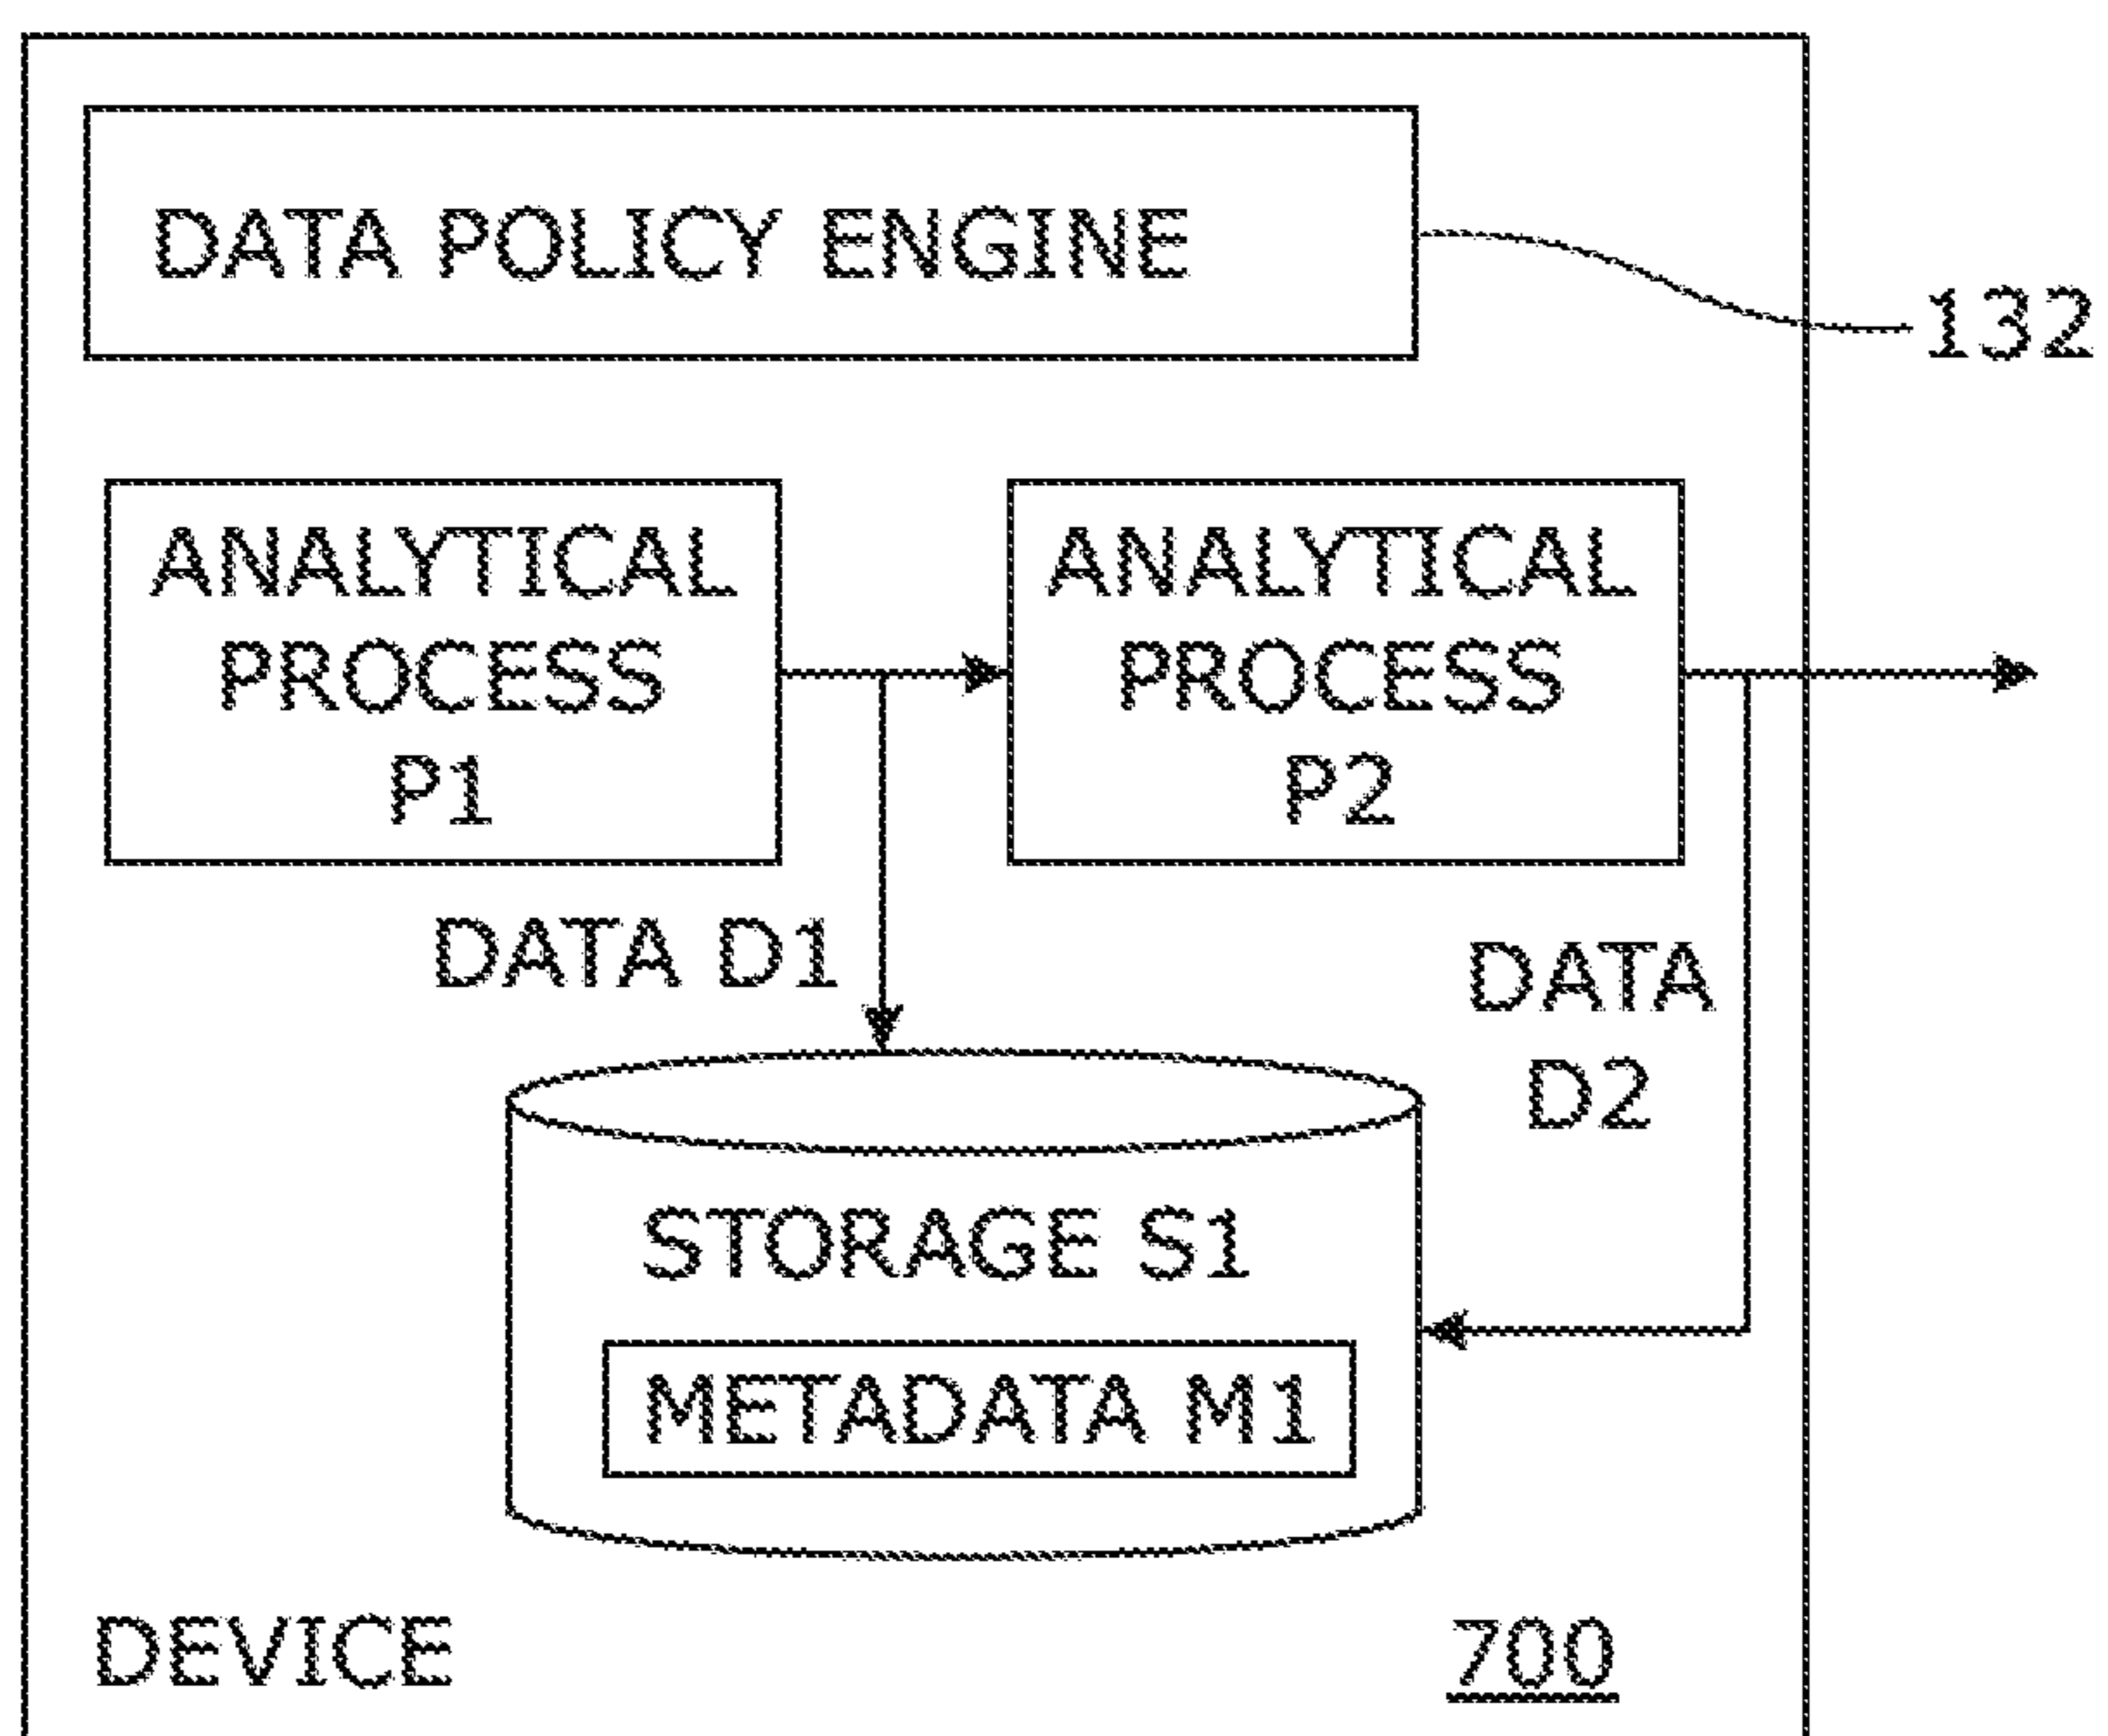 DATA POLICY ENGINE
132
ANALYTICAL
PROCESS
P1
ANALYTICAL
PROCESS
P2
DATA D1
DATA
D2
STORAGE S1
METADATA M1
DEVICE
700